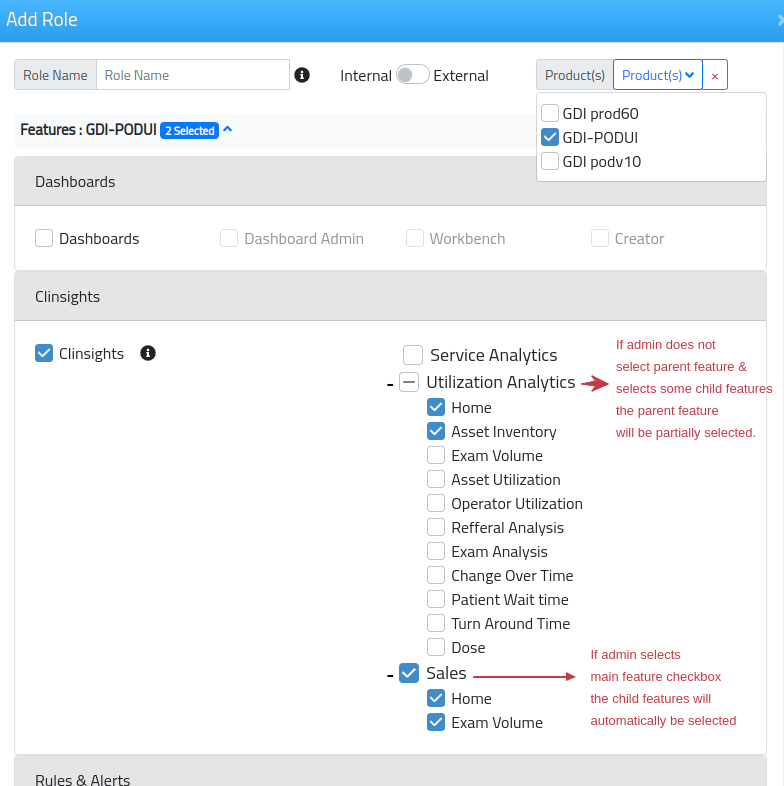 Add Role
Role Name Role Name Internal External Product(s) Product(s) ×
GDI prod60
GDI-PODUI
GDI podv10
Features : GDI-PODUI 2 Selected
Dashboards
Dashboards Dashboard Admin Workbench Creator
Clinsights
Clinsights
Service Analytics
- Utilization Analytics
Home
Asset Inventory
Exam Volume
Asset Utilization
Operator Utilization
Refferal Analysis
Exam Analysis
Change Over Time
Patient Wait time
Turn Around Time
Dose
If admin does not
select parent feature &
selects some child features
the parent feature
will be partially selected.
- Sales
Home
Exam Volume
If admin selects
main feature checkbox
the child features will
automatically be selected
Rules & Alerts